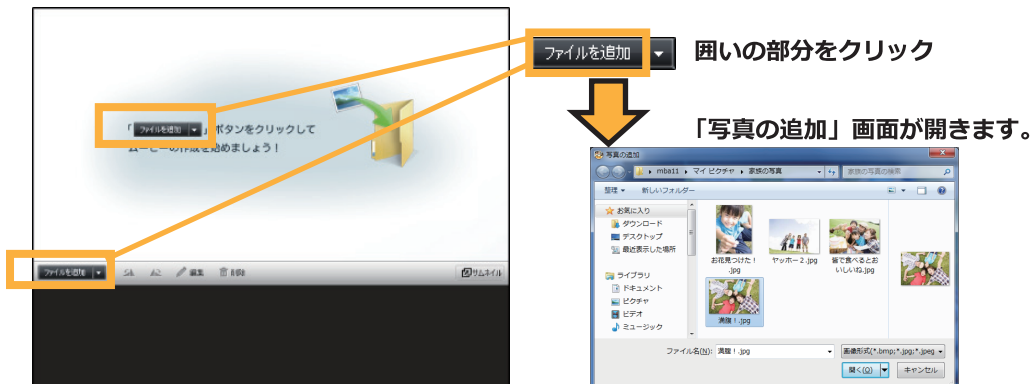 「 ファイルを追加 」ボタンをクリックして
ムービーの作成を始めましょう！
ファイルを追加
編集
削除
サムネイル
ファイルを追加
囲いの部分をクリック
「写真の追加」画面が開きます。
写真の追加
mba11 マイ ピクチャ 家族の写真
家族の写真の検索
整理 新しいフォルダー
お気に入り
ダウンロード
デスクトップ
最近表示した場所
ライブラリ
ドキュメント
ピクチャ
ビデオ
ミュージック
お花見つけた！
.jpg
ヤッホー２.jpg
皆で食べるとお
いしいね.jpg
満腹！.jpg
ファイル名(N): 満腹！.jpg
画像形式(*.bmp;*.jpg;*.jpeg
開く(O)
キャンセル